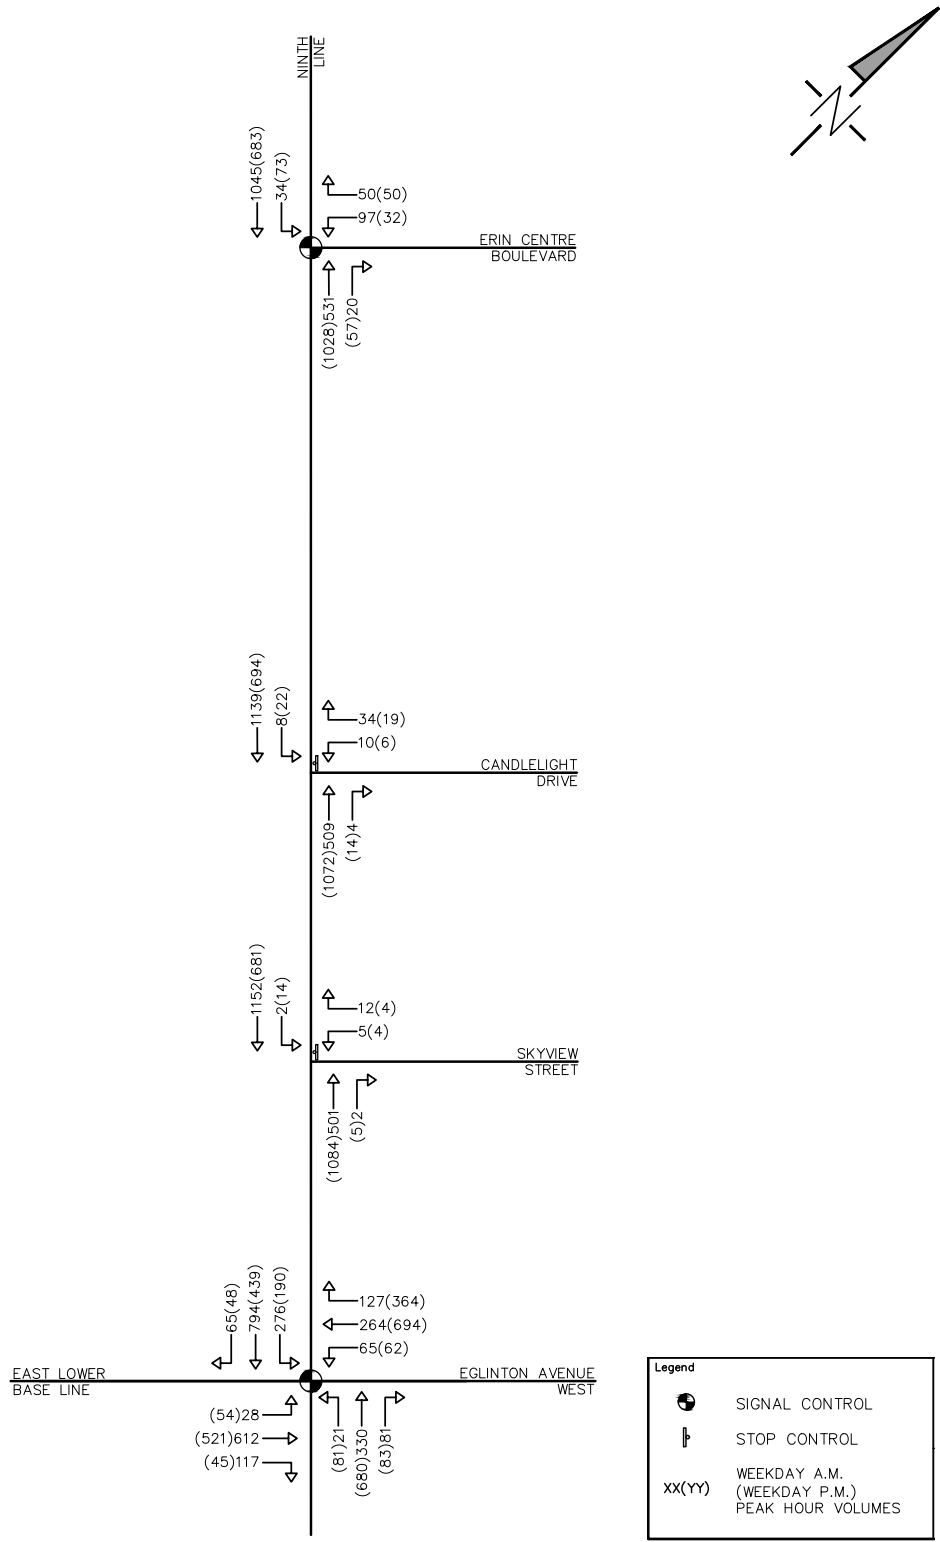 NINTH
LINE
1045(683)
34(73)
50(50)
97(32)
ERIN CENTRE
BOULEVARD
(1028)531
(57)20
1139(694)
8(22)
34(19)
10(6)
CANDLELIGHT
DRIVE
(1072)509
(14)4
1152(681)
2(14)
12(4)
5(4)
SKYVIEW
STREET
(1084)501
(5)2
65(48)
794(439)
276(190)
127(364)
264(694)
65(62)
EAST LOWER
BASE LINE
EGLINTON AVENUE
WEST
(54)28
(521)612
(45)117
(81)21
(680)330
(83)81
Legend
SIGNAL CONTROL
STOP CONTROL
XX(YY)
WEEKDAY A.M.
(WEEKDAY P.M.)
PEAK HOUR VOLUMES